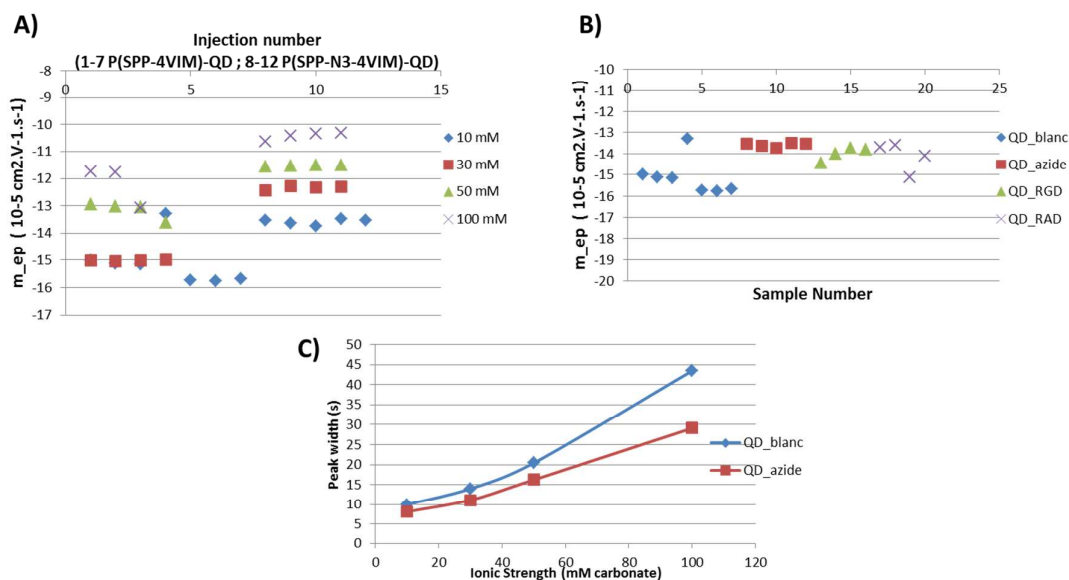 A)
Injection number
(1-7 P(SPP-4VIM)-QD ; 8-12 P(SPP-N3-4VIM)-QD)
-8
0 5 10 15
-9
-10
-11
-12
-13
-14
-15
-16
-17
m_ep ( 10-5 cm2.V-1.s-1)
10 mM
30 mM
50 mM
100 mM
B)
-10
0 5 10 15 20 25
-11
-12
-13
-14
-15
-16
-17
-18
-19
-20
m_ep ( 10-5 cm2.V-1.s-1)
Sample Number
QD_blanc
QD_azide
QD_RGD
QD_RAD
C)
50
45
40
35
30
25
20
15
10
5
0
Peak width (s)
0 20 40 60 80 100 120
Ionic Strength (mM carbonate)
QD_blanc
QD_azide